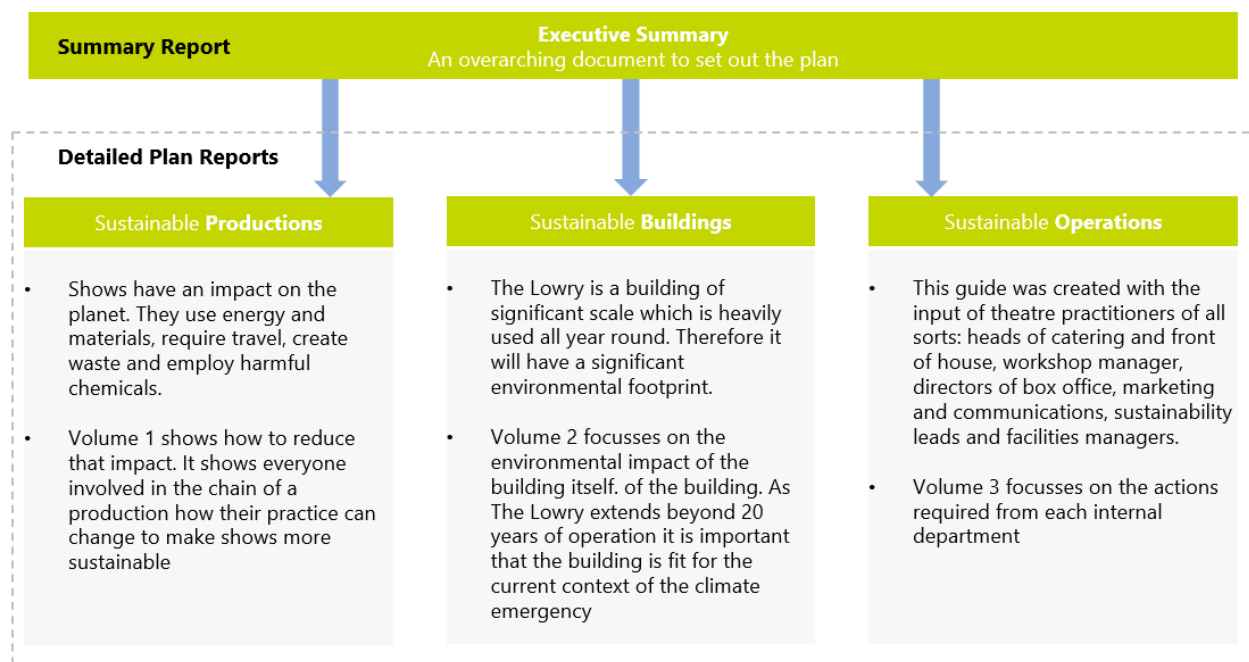 Summary Report
Executive Summary
An overarching document to set out the plan
Detailed Plan Reports
Sustainable Productions
• Shows have an impact on the
planet. They use energy and
materials, require travel, create
waste and employ harmful
chemicals.
• Volume 1 shows how to reduce
that impact. It shows everyone
involved in the chain of a
production how their practice can
change to make shows more
sustainable
Sustainable Buildings
• The Lowry is a building of
significant scale which is heavily
used all year round. Therefore it
will have a significant
environmental footprint.
• Volume 2 focusses on the
environmental impact of the
building itself. of the building. As
The Lowry extends beyond 20
years of operation it is important
that the building is fit for the
current context of the climate
emergency
Sustainable Operations
• This guide was created with the
input of theatre practitioners of all
sorts: heads of catering and front
of house, workshop manager,
directors of box office, marketing
and communications, sustainability
leads and facilities managers.
• Volume 3 focusses on the actions
required from each internal
department